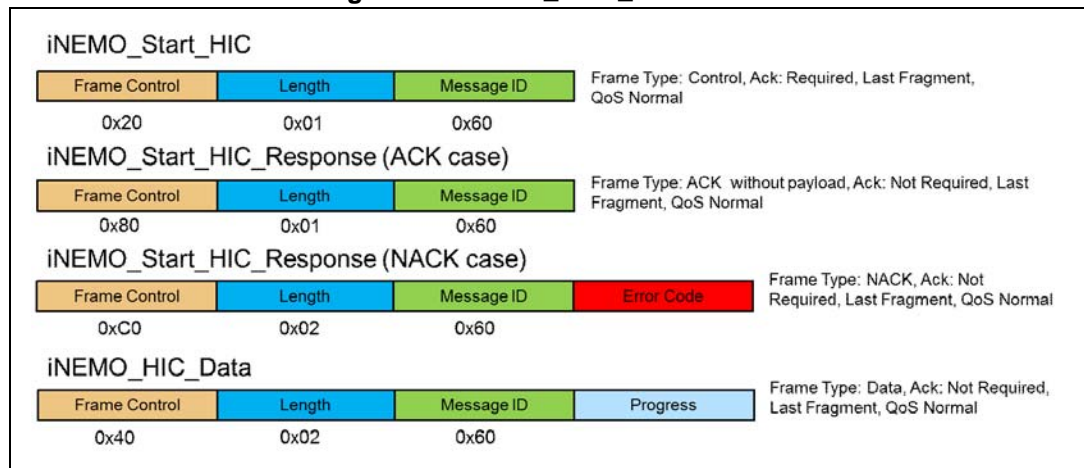 iNEMO_Start_HIC
Frame Control Length Message ID
Frame Type: Control, Ack: Required, Last Fragment,
QoS Normal
0x20 0x01 0x60
iNEMO_Start_HIC_Response (ACK case)
Frame Control Length Message ID
Frame Type: ACK without payload, Ack: Not Required, Last
Fragment, QoS Normal
0x80 0x01 0x60
iNEMO_Start_HIC_Response (NACK case)
Frame Control Length Message ID Error Code
Frame Type: NACK, Ack: Not
Required, Last Fragment, QoS Normal
0xC0 0x02 0x60
iNEMO_HIC_Data
Frame Control Length Message ID Progress
Frame Type: Data, Ack: Not Required,
Last Fragment, QoS Normal
0x40 0x02 0x60